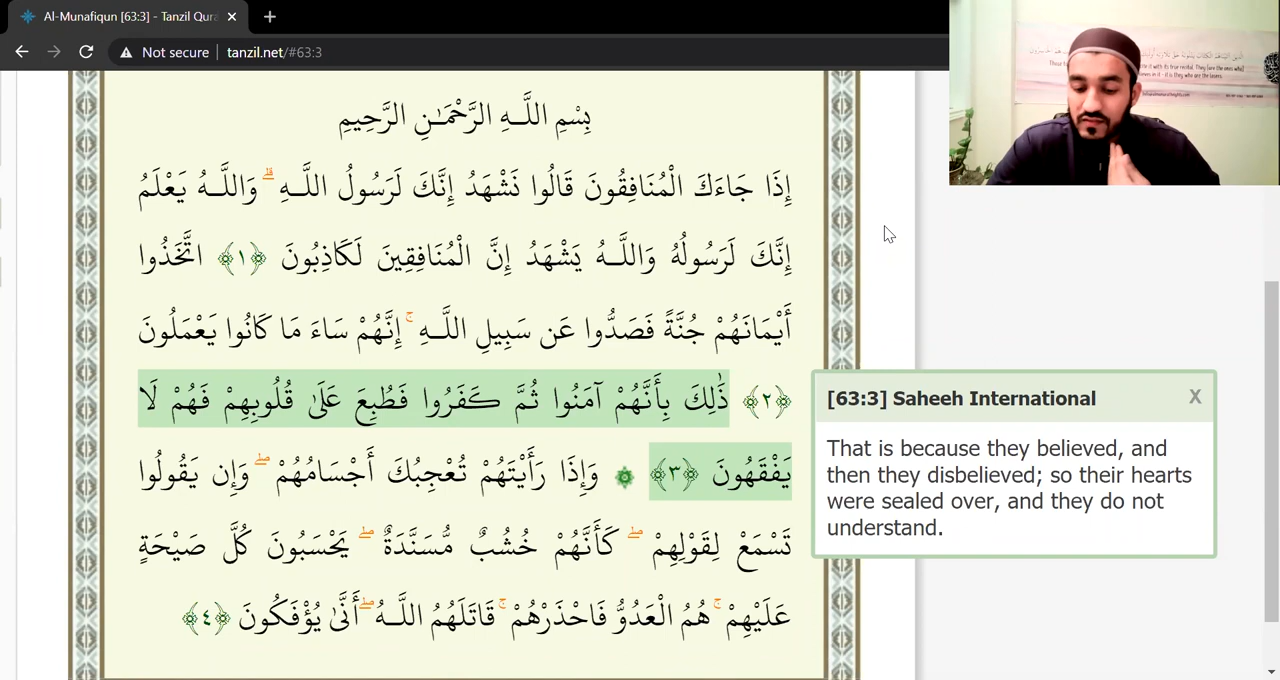 Al-Munafiqun [63:3] - Tanzil Qura
Not secure
tanzil.net/#63:3
بِسْمِ اللَّـهِ الرَّحْمَـٰنِ الرَّحِيمِ
إِذَا جَاءَكَ الْمُنَافِقُونَ قَالُوا نَشْهَدُ إِنَّكَ لَرَسُولُ اللَّـهِ ۗ وَاللَّـهُ يَعْلَمُ
إِنَّكَ لَرَسُولُهُ وَاللَّـهُ يَشْهَدُ إِنَّ الْمُنَافِقِينَ لَكَاذِبُونَ ﴿١﴾ اتَّخَذُوا
أَيْمَانَهُمْ جُنَّةً فَصَدُّوا عَن سَبِيلِ اللَّـهِ ۚ إِنَّهُمْ سَاءَ مَا كَانُوا يَعْمَلُونَ
﴿٢﴾ ذَٰلِكَ بِأَنَّهُمْ آمَنُوا ثُمَّ كَفَرُوا فَطُبِعَ عَلَىٰ قُلُوبِهِمْ فَهُمْ لَا
يَفْقَهُونَ ﴿٣﴾ ۞ وَإِذَا رَأَيْتَهُمْ تُعْجِبُكَ أَجْسَامُهُمْ ۖ وَإِن يَقُولُوا
تَسْمَعْ لِقَوْلِهِمْ ۖ كَأَنَّهُمْ خُشُبٌ مُّسَنَّدَةٌ ۖ يَحْسَبُونَ كُلَّ صَيْحَةٍ
عَلَيْهِمْ ۚ هُمُ الْعَدُوُّ فَاحْذَرْهُمْ ۚ قَاتَلَهُمُ اللَّـهُ ۖ أَنَّىٰ يُؤْفَكُونَ ﴿٤﴾
[63:3] Saheeh International
X
That is because they believed, and
then they disbelieved; so their hearts
were sealed over, and they do not
understand.